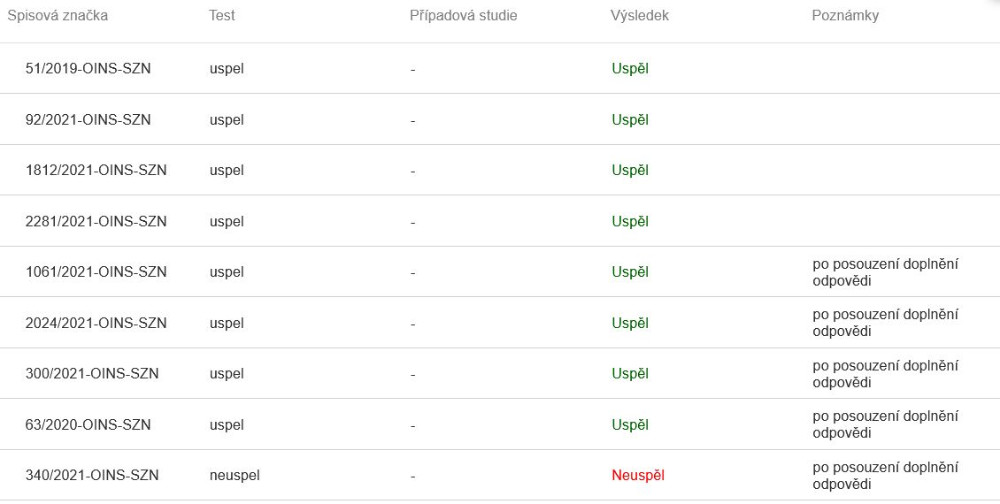 Spisová značka Test Případová studie Výsledek Poznámky
51/2019-OINS-SZN uspel - Uspěl
92/2021-OINS-SZN uspel - Uspěl
1812/2021-OINS-SZN uspel - Uspěl
2281/2021-OINS-SZN uspel - Uspěl
1061/2021-OINS-SZN uspel - Uspěl po posouzení doplnění
odpovědi
2024/2021-OINS-SZN uspel - Uspěl po posouzení doplnění
odpovědi
300/2021-OINS-SZN uspel - Uspěl po posouzení doplnění
odpovědi
63/2020-OINS-SZN uspel - Uspěl po posouzení doplnění
odpovědi
340/2021-OINS-SZN neuspel - Neuspěl po posouzení doplnění
odpovědi